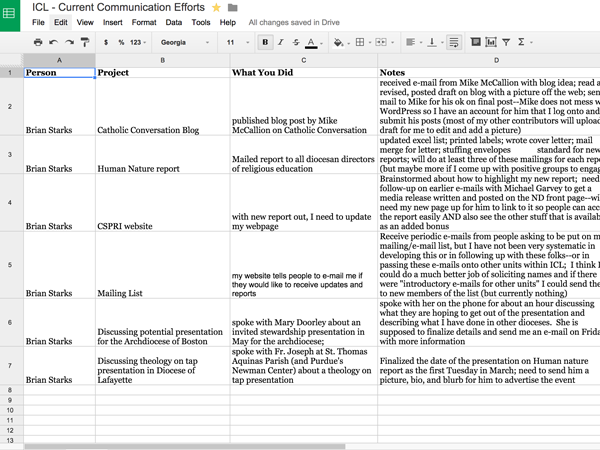 ICL - Current Communication Efforts
File Edit View Insert Format Data Tools Help All changes saved in Drive
$ % 123 Georgia 11 B I S A Σ
A B C D
1 Person Project What You Did Notes
received e-mail from Mike McCallion with blog idea; read a
revised, posted draft on blog with a picture off the web; sen
mail to Mike for his ok on final post--Mike does not mess w
WordPress so I have an account for him that I log onto and
published blog post by Mike submit his posts (most of my other contributors will upload
2 Brian Starks Catholic Conversation Blog McCallion on Catholic Conversation draft for me to edit and add a picture)
updated excel list; printed labels; wrote cover letter; mail
merge for letter; stuffing envelopes standard for new
Mailed report to all diocesan directors reports; will do at least three of these mailings for each repo
3 Brian Starks Human Nature report of religious education (but maybe more if I come up with positive groups to engag
Brainstormed about how to highlight my new report; need
follow-up on earlier e-mails with Michael Garvey to get a
media release written and posted on the ND front page--wi
need my new page up for him to link to it so people can acc
with new report out, I need to update the report easily AND also see the other stuff that is availab
4 Brian Starks CSPRI website my webpage as an added bonus
Receive periodic e-mails from people asking to be put on m
mailing/e-mail list, but I have not been very systematic in
developing this or in following up with these folks--or in
passing these e-mails onto other units within ICL; I think I
my website tells people to e-mail me if could do a much better job of soliciting names and if there
they would like to receive updates and were "introductory e-mails for other units" I could send the
5 Brian Starks Mailing List reports to new members of the list (but currently nothing)
spoke with her on the phone for about an hour discussing
what they are hoping to get out of the presentation and
spoke with Mary Doorley about an describing what I have done in other dioceses. She is
Discussing potential presentation invited stewardship presentation in supposed to finalize details and send me an e-mail on Frida
6 Brian Starks for the Archdiocese of Boston May for the archdiocese; with more information
spoke with Fr. Joseph at St. Thomas
Discussing theology on tap Aquinas Parish (and Purdue's Finalized the date of the presentation on Human nature
presentation in Diocese of Newman Center) about a theology on report as the first Tuesday in March; need to send him a
7 Brian Starks Lafayette tap presentation picture, bio, and blurb for him to advertise the event
8
9
10
11
12
13